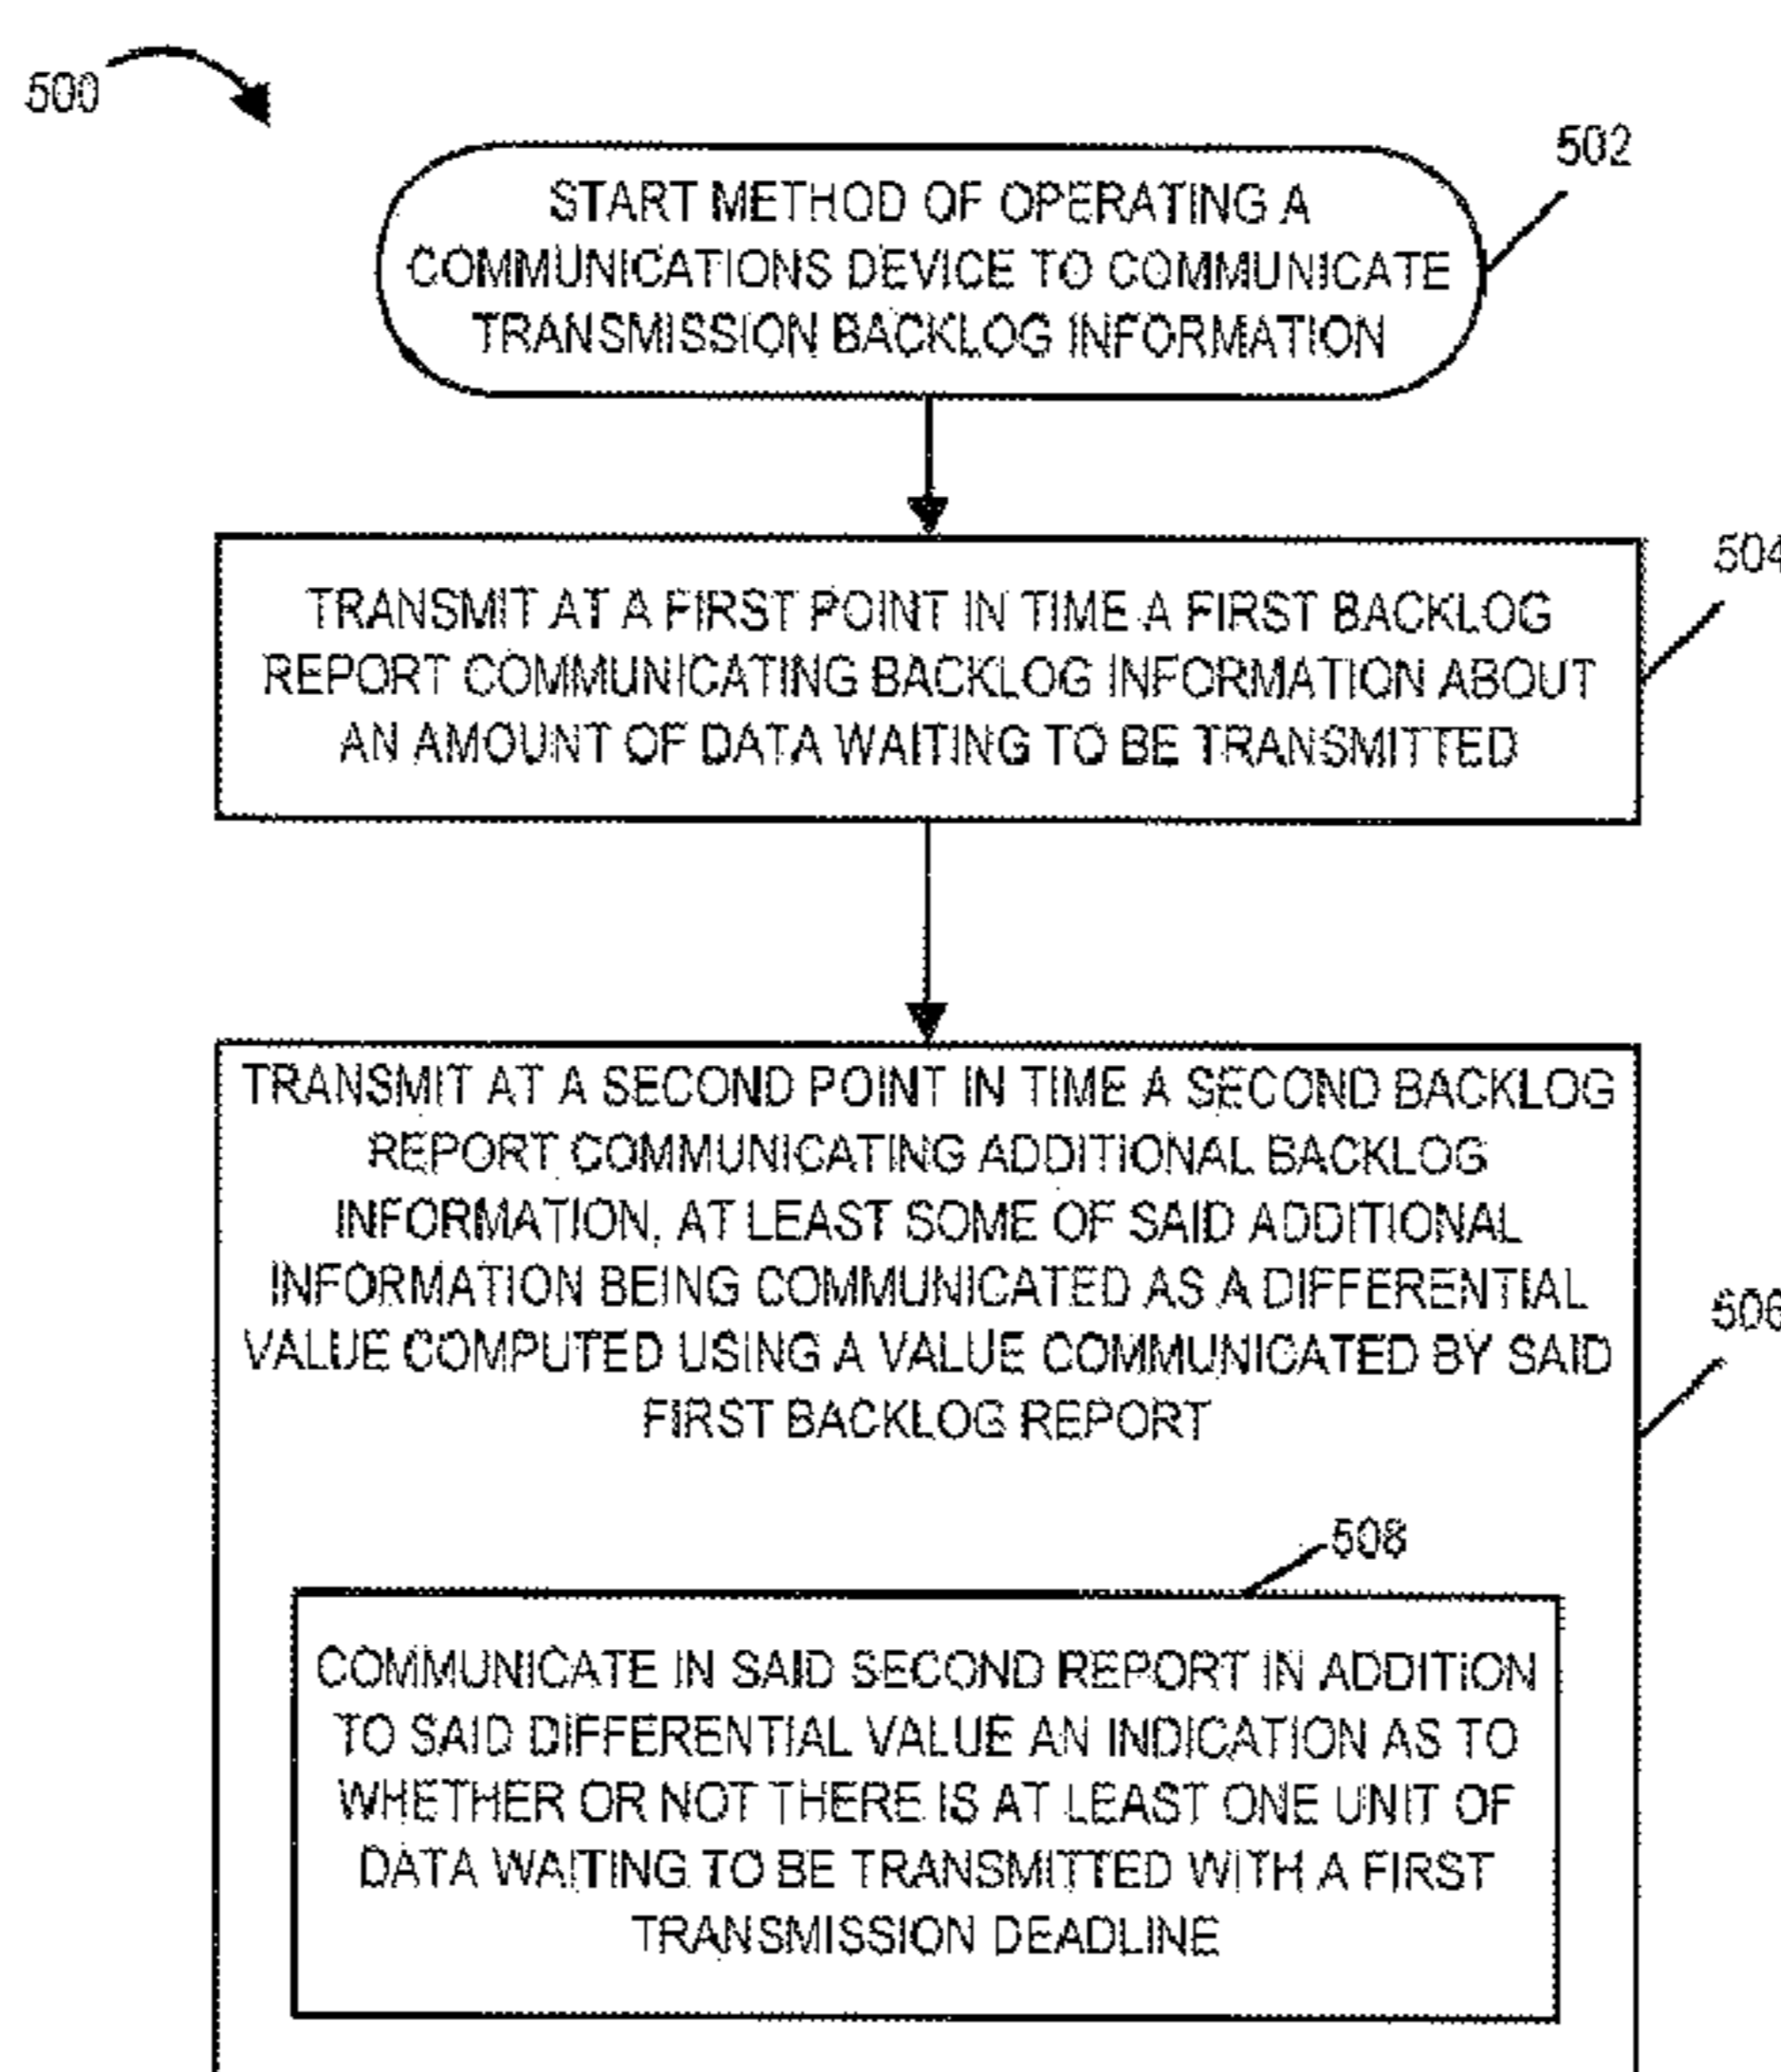 500
502
START METHOD OF OPERATING A
COMMUNICATIONS DEVICE TO COMMUNICATE
TRANSMISSION BACKLOG INFORMATION
504
TRANSMIT AT A FIRST POINT IN TIME A FIRST BACKLOG
REPORT COMMUNICATING BACKLOG INFORMATION ABOUT
AN AMOUNT OF DATA WAITING TO BE TRANSMITTED
TRANSMIT AT A SECOND POINT IN TIME A SECOND BACKLOG
REPORT COMMUNICATING ADDITIONAL BACKLOG
INFORMATION, AT LEAST SOME OF SAID ADDITIONAL
INFORMATION BEING COMMUNICATED AS A DIFFERENTIAL
VALUE COMPUTED USING A VALUE COMMUNICATED BY SAID
FIRST BACKLOG REPORT
506
508
COMMUNICATE IN SAID SECOND REPORT IN ADDITION
TO SAID DIFFERENTIAL VALUE AN INDICATION AS TO
WHETHER OR NOT THERE IS AT LEAST ONE UNIT OF
DATA WAITING TO BE TRANSMITTED WITH A FIRST
TRANSMISSION DEADLINE